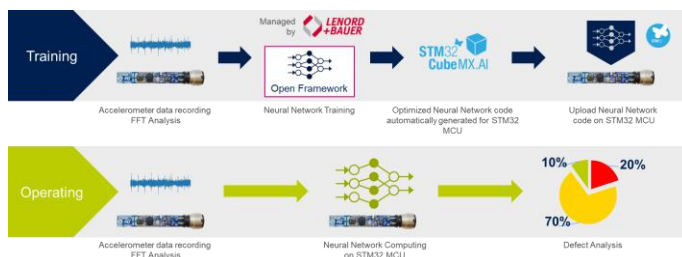 Managed
by
LENORD
+BAUER
Training
STM32
CubeMX.AI
Open Framework
Accelerometer data recording
FFT Analysis
Neural Network Training
Optimized Neural Network code
automatically generated for STM32
MCU
Upload Neural Network
code on STM32 MCU
Operating
10%
20%
70%
Accelerometer data recording
FFT Analysis
Neural Network Computing
on STM32 MCU
Defect Analysis